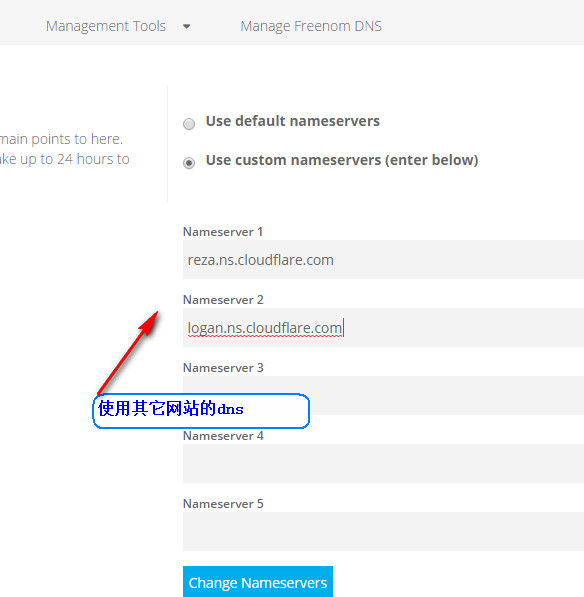 Management Tools Manage Freenom DNS
Use default nameservers
main points to here.
ake up to 24 hours to
Use custom nameservers (enter below)
Nameserver 1
reza.ns.cloudflare.com
Nameserver 2
logan.ns.cloudflare.com
Nameserver 3
使用其它网站的dns
Nameserver 4
Nameserver 5
Change Nameservers